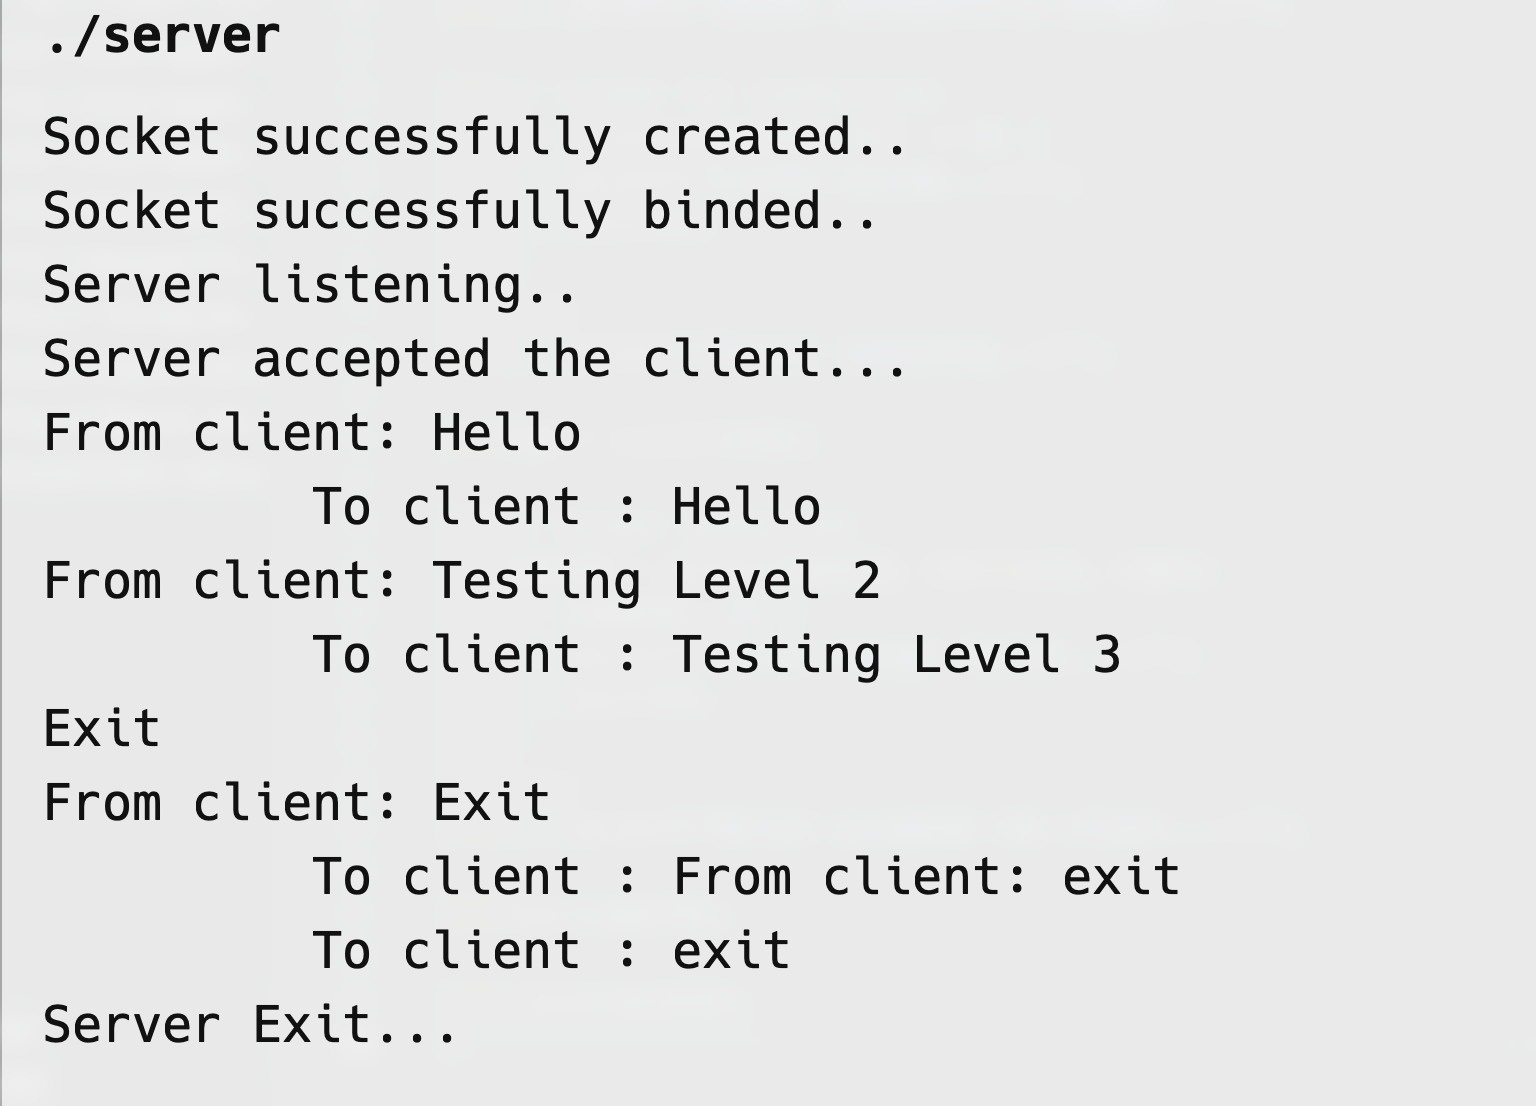 ./server
Socket successfully created..
Socket successfully binded..
Server listening..
Server accepted the client...
From client: Hello
To client : Hello
From client: Testing Level 2
To client : Testing Level 3
Exit
From client: Exit
To client : From client: exit
To client : exit
Server Exit...